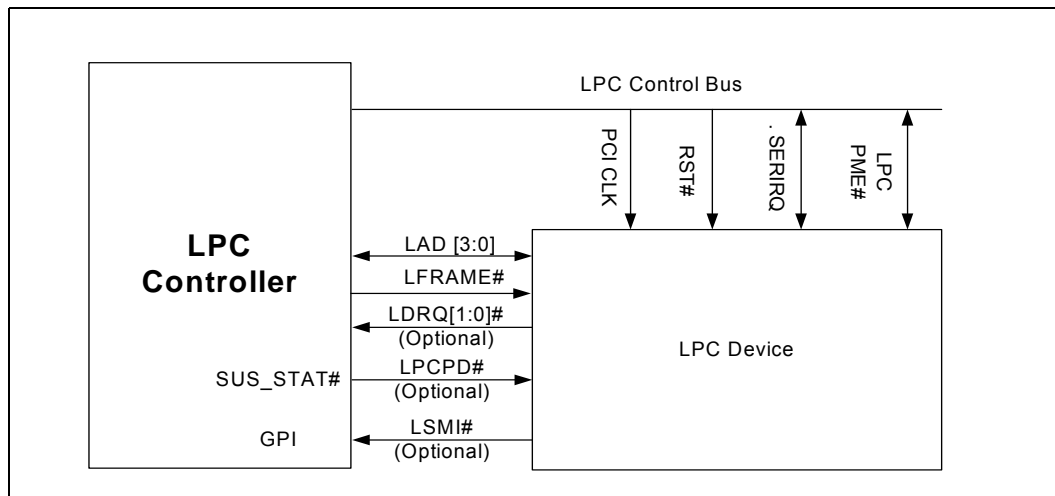 LPC Control Bus
PCI CLK
RST#
. SERIRQ
LPC
PME#
LPC
Controller
LAD [3:0]
LFRAME#
LDRQ[1:0]#
(Optional)
LPC Device
SUS_STAT#
LPCPD#
(Optional)
GPI
LSMI#
(Optional)